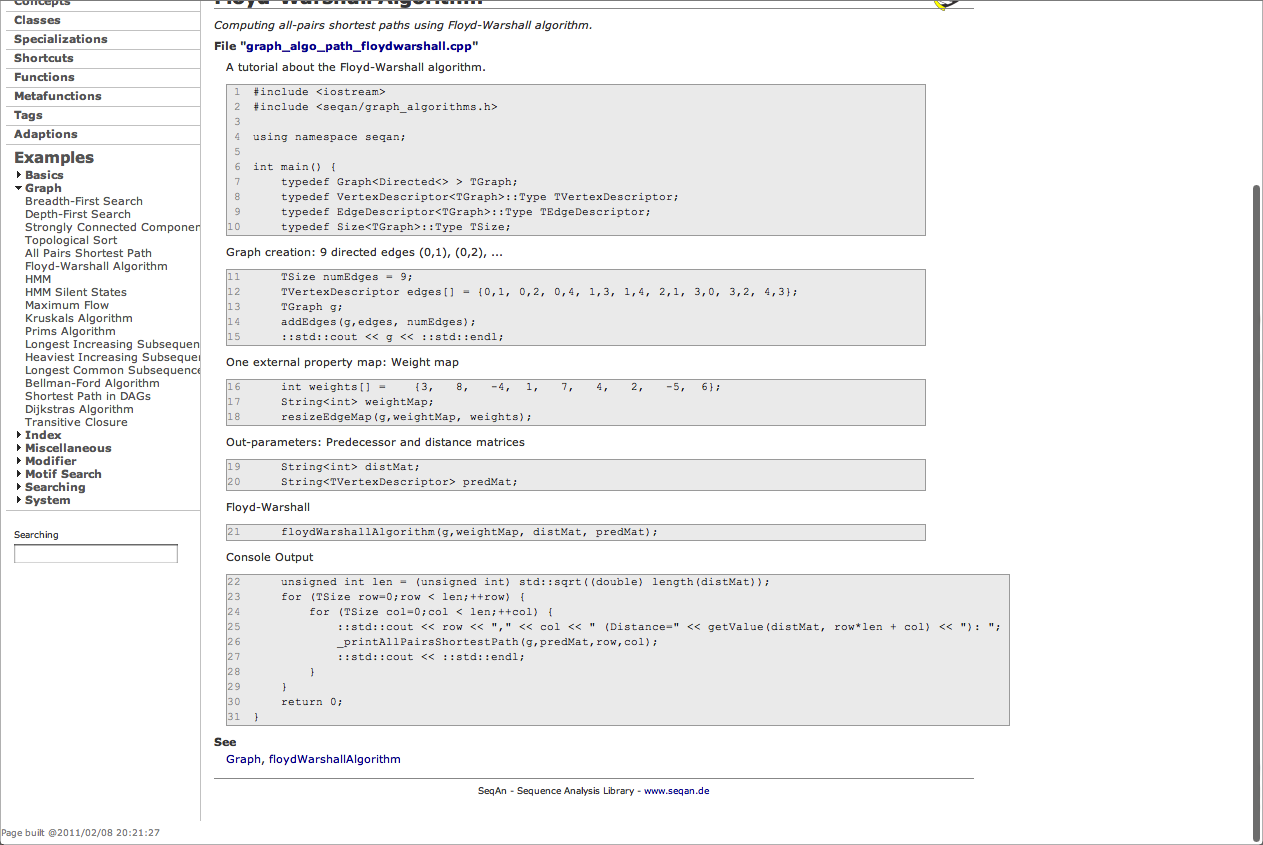 Concepts
Classes
Specializations
Shortcuts
Functions
Metafunctions
Tags
Adaptions
Examples
Basics
Graph
Breadth-First Search
Depth-First Search
Strongly Connected Componen
Topological Sort
All Pairs Shortest Path
Floyd-Warshall Algorithm
HMM
HMM Silent States
Maximum Flow
Kruskals Algorithm
Prims Algorithm
Longest Increasing Subsequen
Heaviest Increasing Subsequen
Longest Common Subsequence
Bellman-Ford Algorithm
Shortest Path in DAGs
Dijkstras Algorithm
Transitive Closure
Index
Miscellaneous
Modifier
Motif Search
Searching
System
Searching
Page built @2011/02/08 20:21:27
Floyd-Warshall Algorithm
Computing all-pairs shortest paths using Floyd-Warshall algorithm.
File "graph_algo_path_floydwarshall.cpp"
A tutorial about the Floyd-Warshall algorithm.
1 #include <iostream>
2 #include <seqan/graph_algorithms.h>
3
4 using namespace seqan;
5
6 int main() {
7     typedef Graph<Directed<> > TGraph;
8     typedef VertexDescriptor<TGraph>::Type TVertexDescriptor;
9     typedef EdgeDescriptor<TGraph>::Type TEdgeDescriptor;
10     typedef Size<TGraph>::Type TSize;
Graph creation: 9 directed edges (0,1), (0,2), ...
11     TSize numEdges = 9;
12     TVertexDescriptor edges[] = {0,1, 0,2, 0,4, 1,3, 1,4, 2,1, 3,0, 3,2, 4,3};
13     TGraph g;
14     addEdges(g,edges, numEdges);
15     ::std::cout << g << ::std::endl;
One external property map: Weight map
16     int weights[] =    {3,   8,   -4,  1,   7,   4,   2,   -5,  6};
17     String<int> weightMap;
18     resizeEdgeMap(g,weightMap, weights);
Out-parameters: Predecessor and distance matrices
19     String<int> distMat;
20     String<TVertexDescriptor> predMat;
Floyd-Warshall
21     floydWarshallAlgorithm(g,weightMap, distMat, predMat);
Console Output
22     unsigned int len = (unsigned int) std::sqrt((double) length(distMat));
23     for (TSize row=0;row < len;++row) {
24         for (TSize col=0;col < len;++col) {
25             ::std::cout << row << "," << col << " (Distance=" << getValue(distMat, row*len + col) << "): ";
26             _printAllPairsShortestPath(g,predMat,row,col);
27             ::std::cout << ::std::endl;
28         }
29     }
30     return 0;
31 }
See
Graph, floydWarshallAlgorithm
SeqAn - Sequence Analysis Library - www.seqan.de